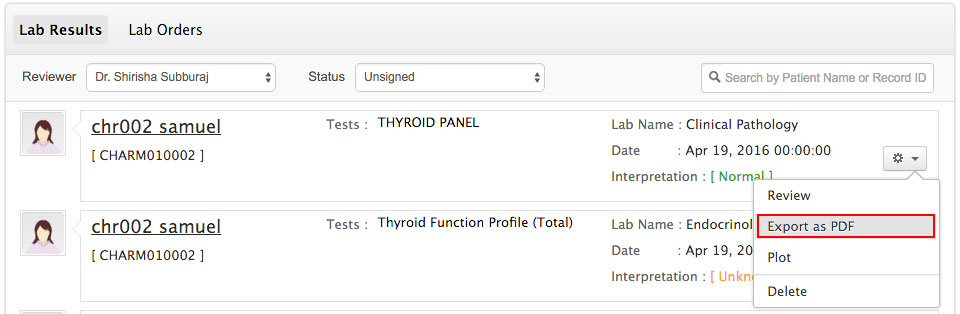 Lab Results Lab Orders
Reviewer Dr. Shirisha Subburaj Status Unsigned Search by Patient Name or Record ID
chr002 samuel Tests : THYROID PANEL Lab Name : Clinical Pathology
[ CHARM010002 ] Date : Apr 19, 2016 00:00:00
Interpretation : [ Normal ]
Review
chr002 samuel Tests : Thyroid Function Profile (Total) Lab Name : Endocrinol
Export as PDF
[ CHARM010002 ] Date : Apr 19, 20
Plot
Interpretation : [ Unkn
Delete